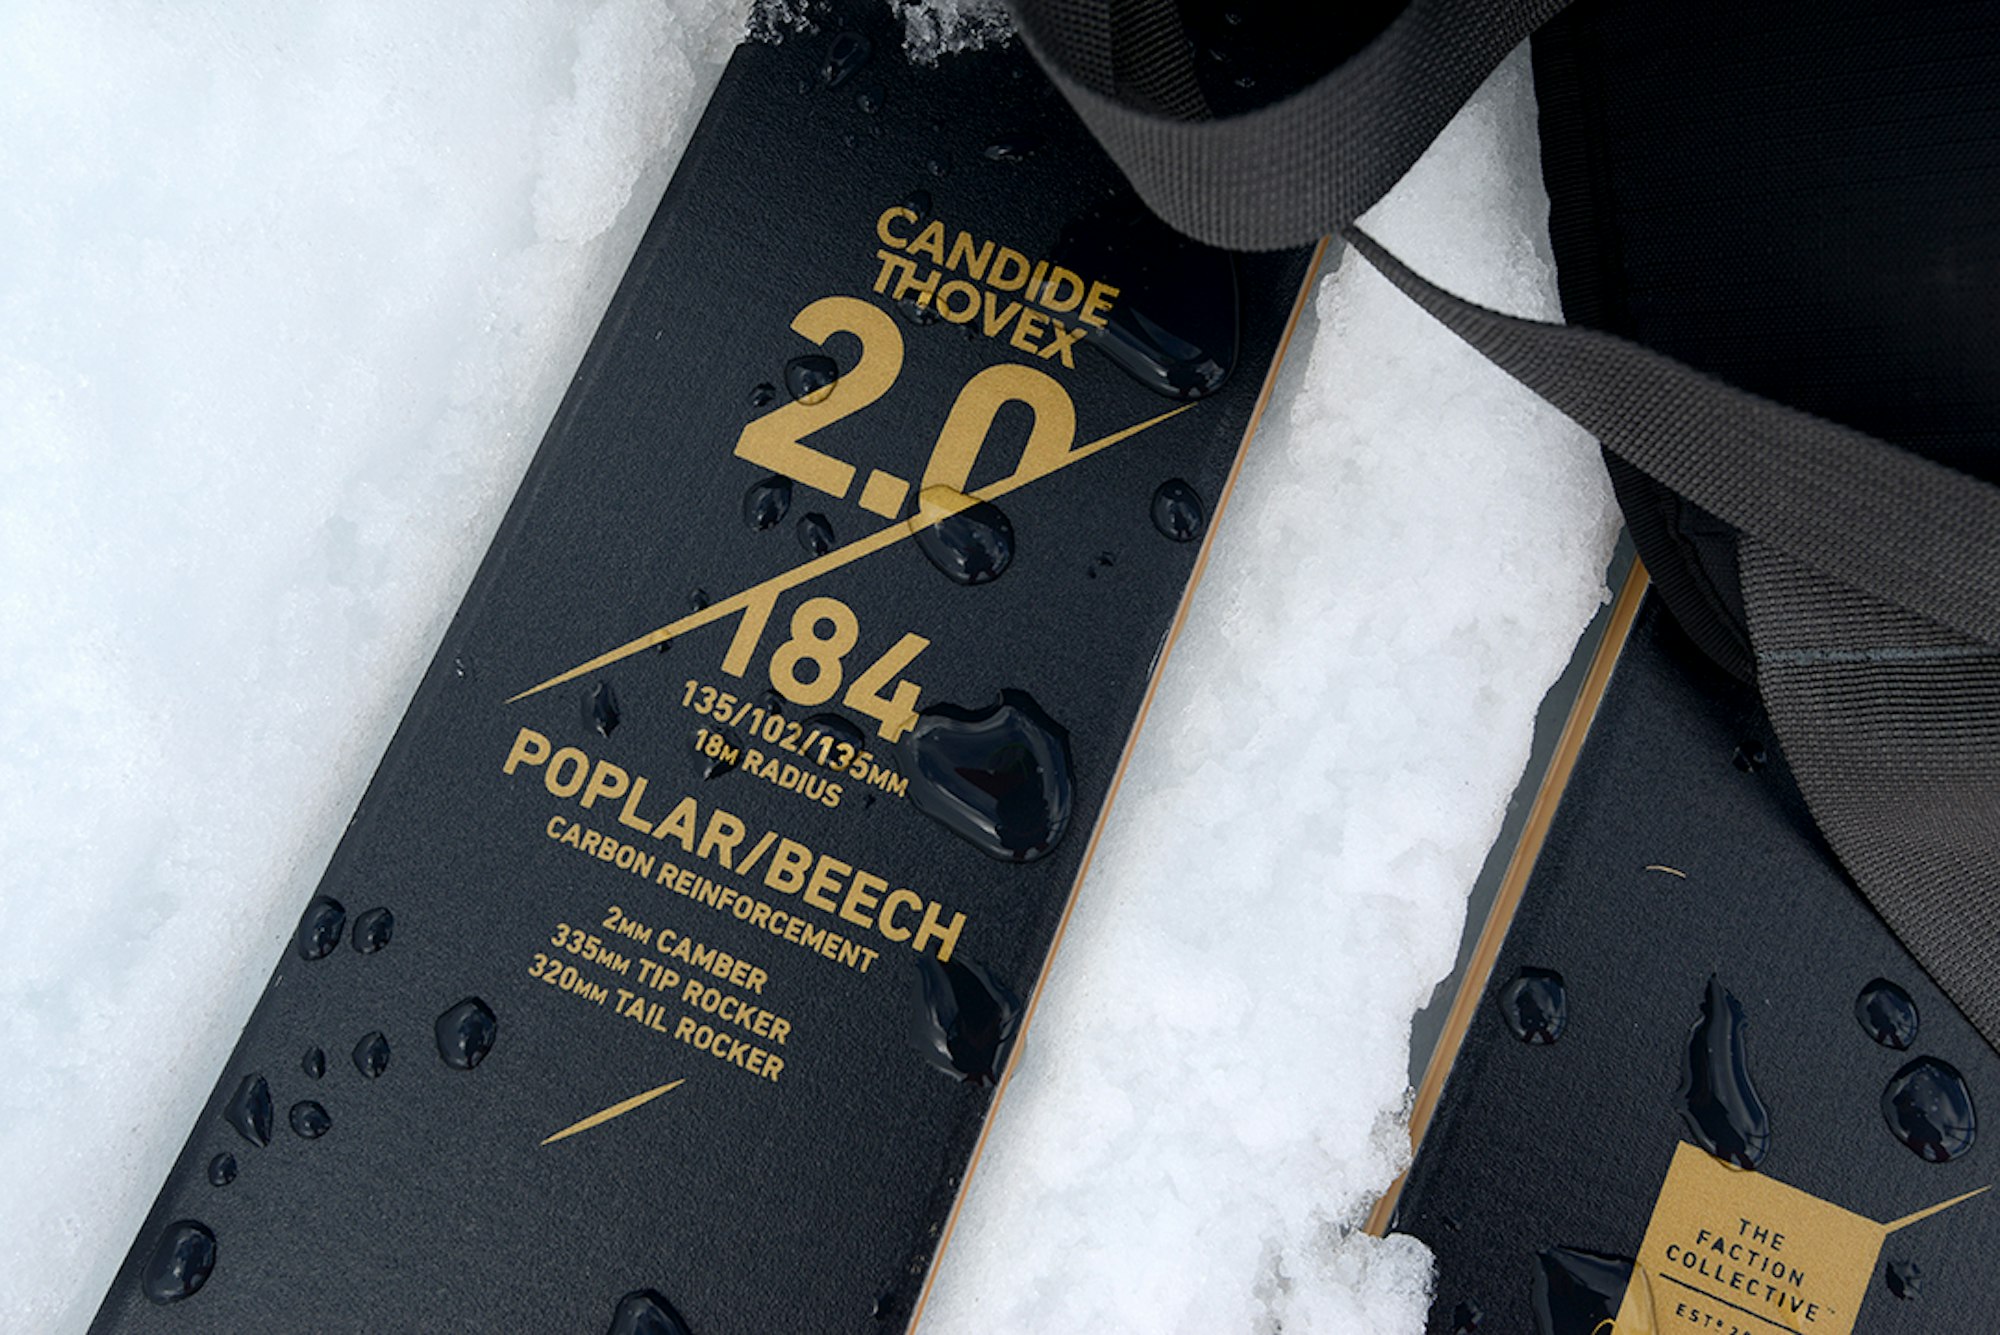 CANDIDE
THOVEX
2.0
184
135/102/135MM
18M RADIUS
POPLAR/BEECH
CARBON REINFORCEMENT
2MM CAMBER
335MM TIP ROCKER
320MM TAIL ROCKER
THE
FACTION
COLLECTIVE™